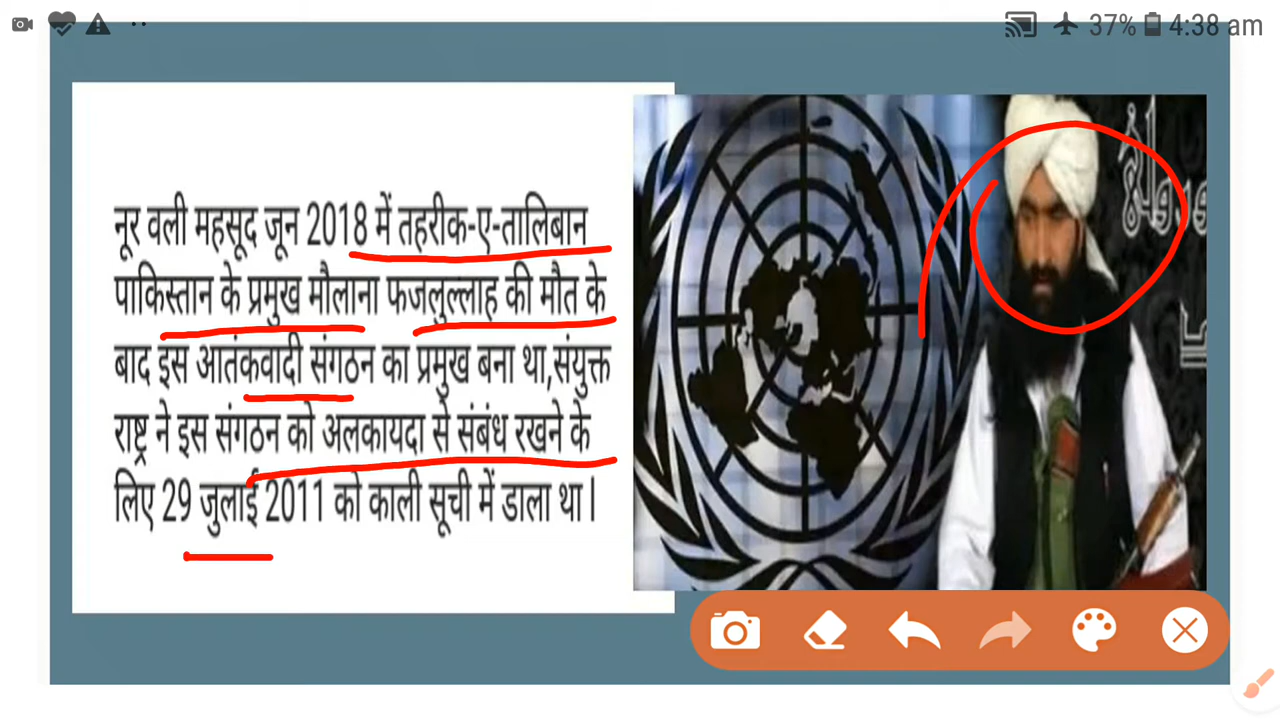 37% 4:38 am
नूर वली महसूद जून 2018 में तहरीक-ए-तालिबान
पाकिस्तान के प्रमुख मौलाना फजलुल्लाह की मौत के
बाद इस आतंकवादी संगठन का प्रमुख बना था,संयुक्त
राष्ट्र ने इस संगठन को अलकायदा से संबंध रखने के
लिए 29 जुलाई 2011 को काली सूची में डाला था l